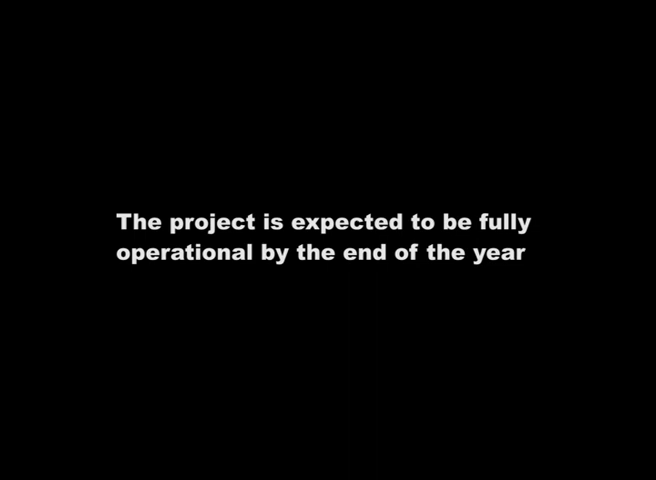 The project is expected to be fully
operational by the end of the year